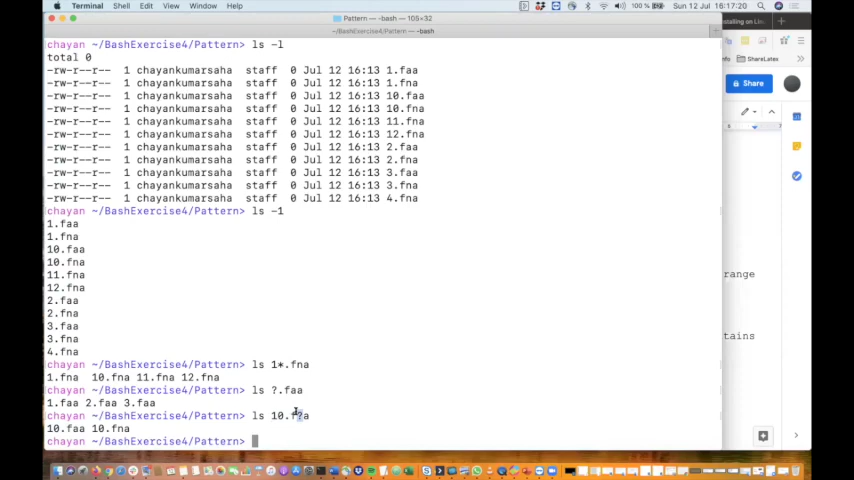 Terminal Shell Edit View Window Help 100 % Sun 12 Jul 16:17:20
Pattern — -bash — 105×32
~/BashExercise4/Pattern — -bash
chayan ~/BashExercise4/Pattern> ls -l
total 0
-rw-r--r-- 1 chayankumarsaha staff 0 Jul 12 16:13 1.faa
-rw-r--r-- 1 chayankumarsaha staff 0 Jul 12 16:13 1.fna
-rw-r--r-- 1 chayankumarsaha staff 0 Jul 12 16:13 10.faa
-rw-r--r-- 1 chayankumarsaha staff 0 Jul 12 16:13 10.fna
-rw-r--r-- 1 chayankumarsaha staff 0 Jul 12 16:13 11.fna
-rw-r--r-- 1 chayankumarsaha staff 0 Jul 12 16:13 12.fna
-rw-r--r-- 1 chayankumarsaha staff 0 Jul 12 16:13 2.faa
-rw-r--r-- 1 chayankumarsaha staff 0 Jul 12 16:13 2.fna
-rw-r--r-- 1 chayankumarsaha staff 0 Jul 12 16:13 3.faa
-rw-r--r-- 1 chayankumarsaha staff 0 Jul 12 16:13 3.fna
-rw-r--r-- 1 chayankumarsaha staff 0 Jul 12 16:13 4.fna
chayan ~/BashExercise4/Pattern> ls -1
1.faa
1.fna
10.faa
10.fna
11.fna
12.fna
2.faa
2.fna
3.faa
3.fna
4.fna
chayan ~/BashExercise4/Pattern> ls 1*.fna
1.fna 10.fna 11.fna 12.fna
chayan ~/BashExercise4/Pattern> ls ?.faa
1.faa 2.faa 3.faa
chayan ~/BashExercise4/Pattern> ls 10.f?a
10.faa 10.fna
chayan ~/BashExercise4/Pattern>
ShareLatex
Share
range
tains